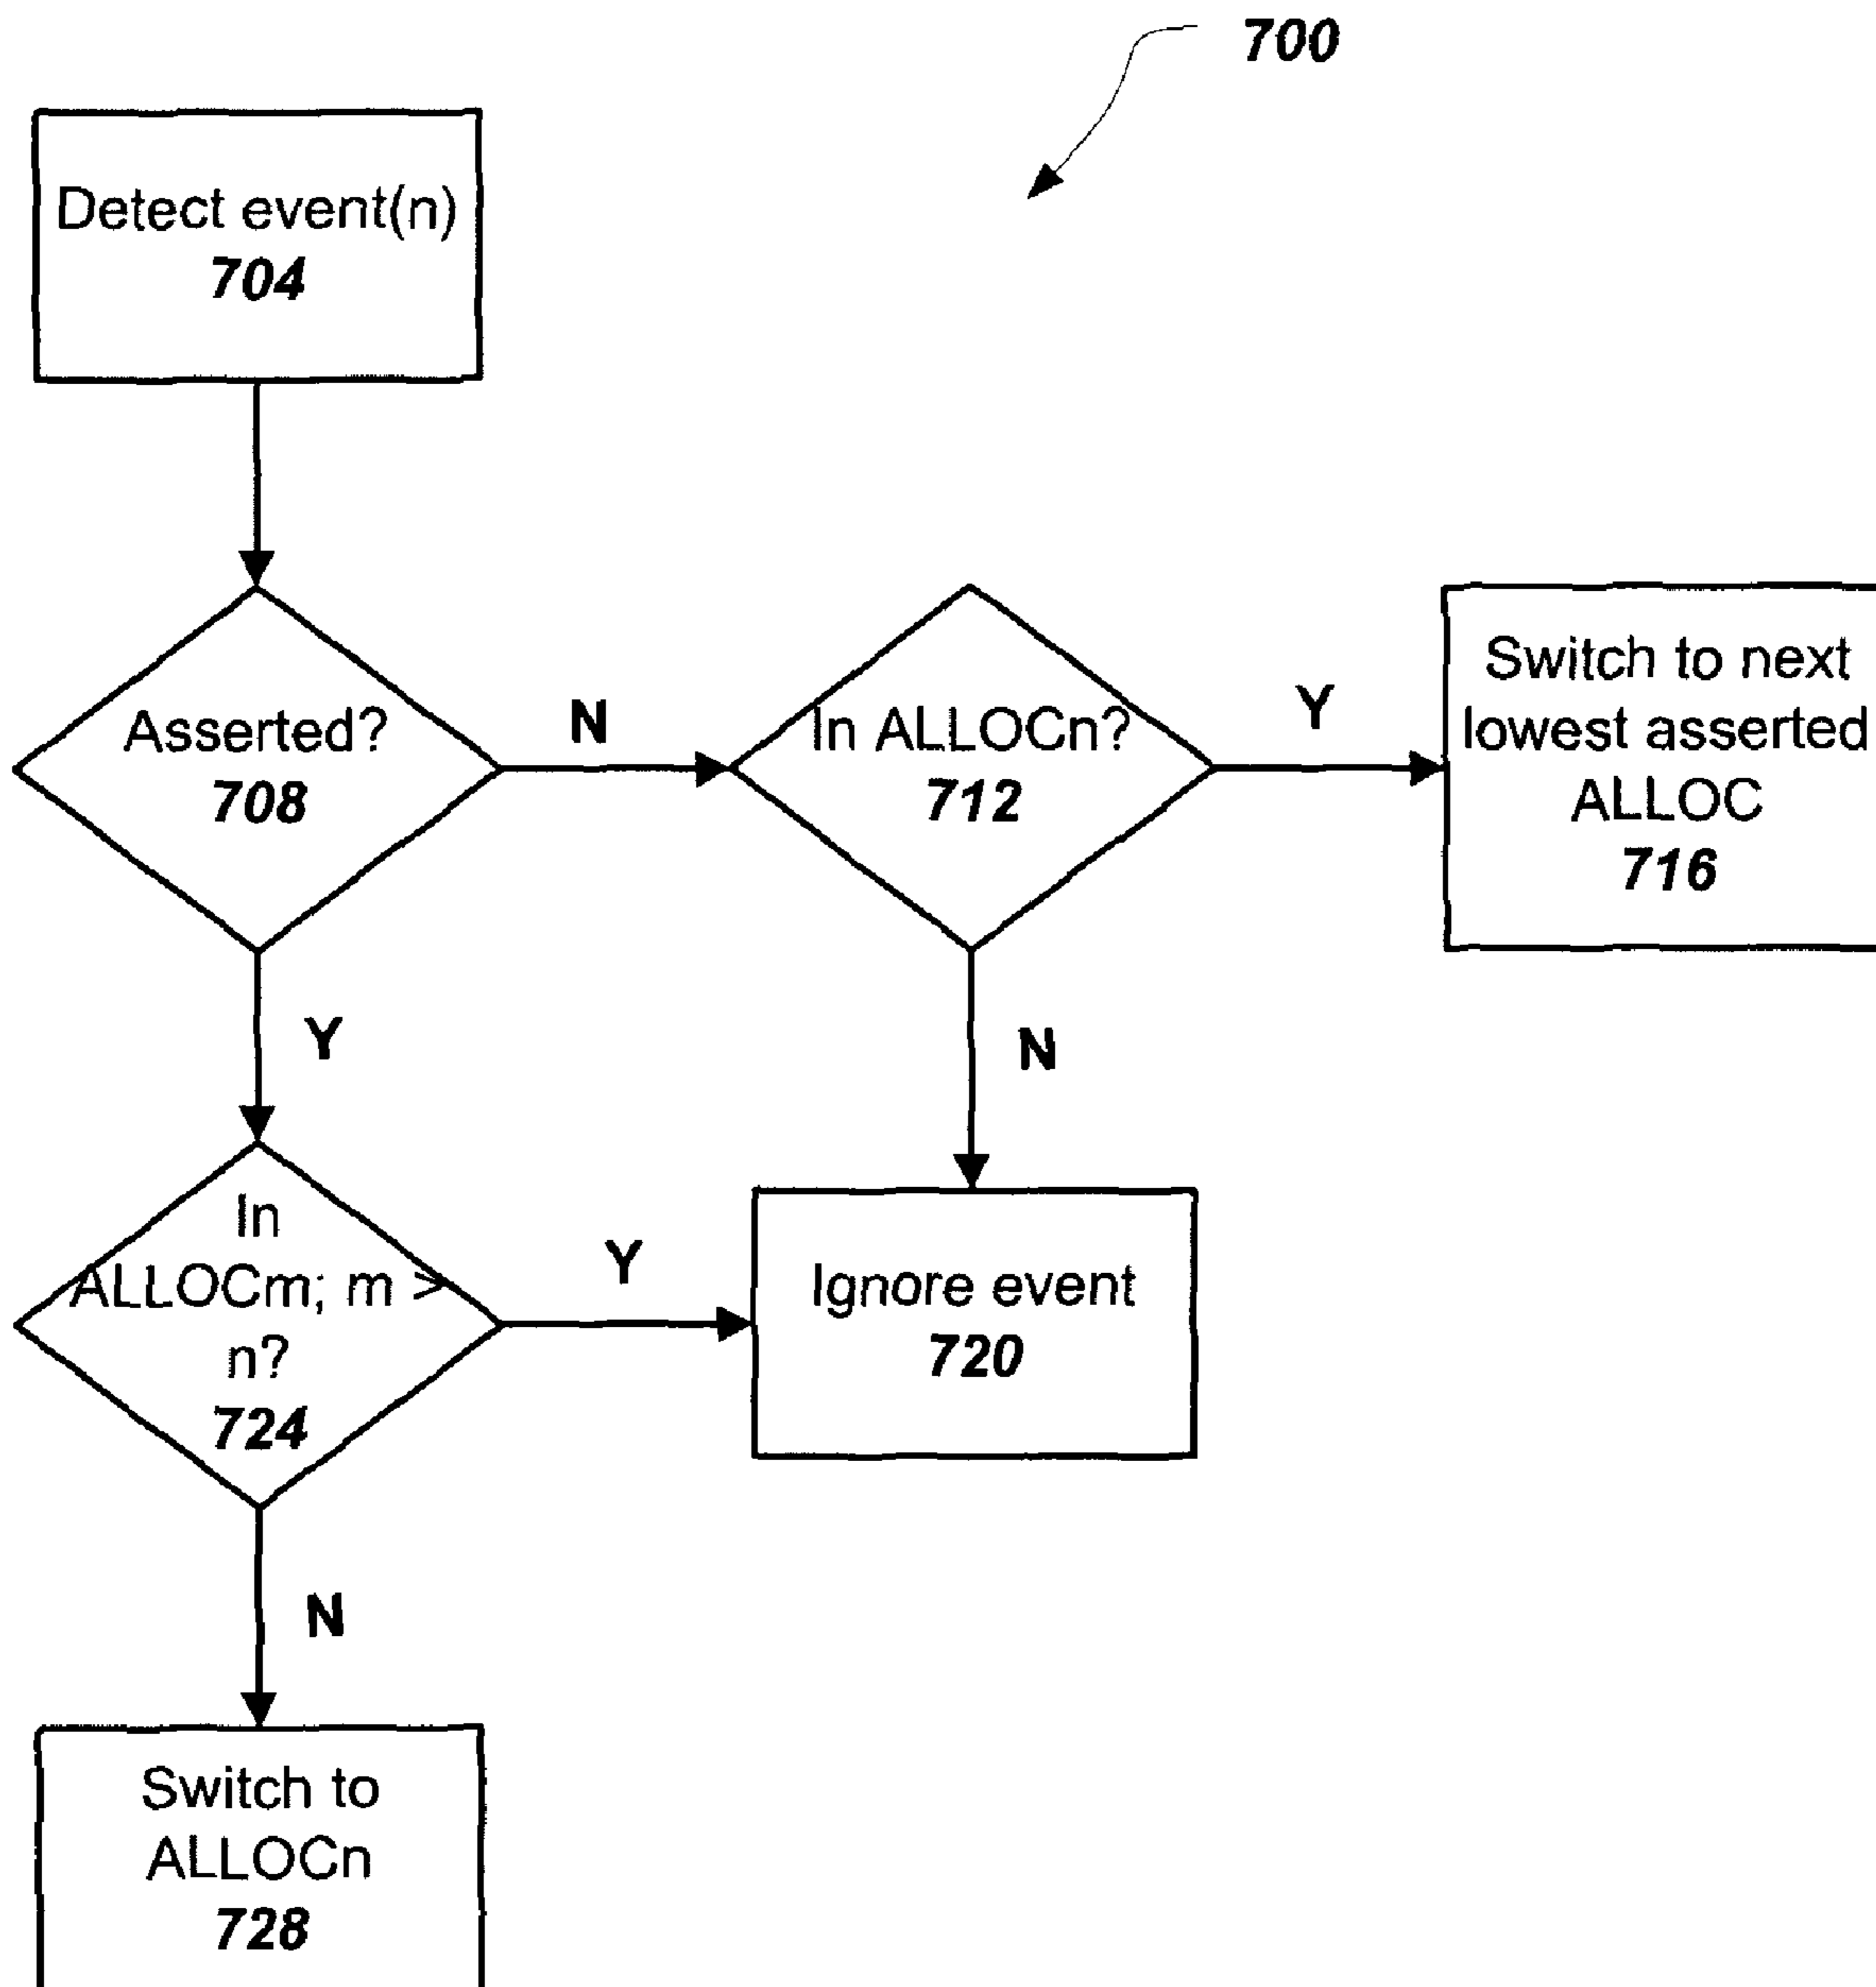 700
Detect event(n)
704
Asserted?
708
N
In ALLOCn?
712
Y
Switch to next
lowest asserted
ALLOC
716
Y
N
In
ALLOCm; m >
n?
724
Y
Ignore event
720
N
Switch to
ALLOCn
728